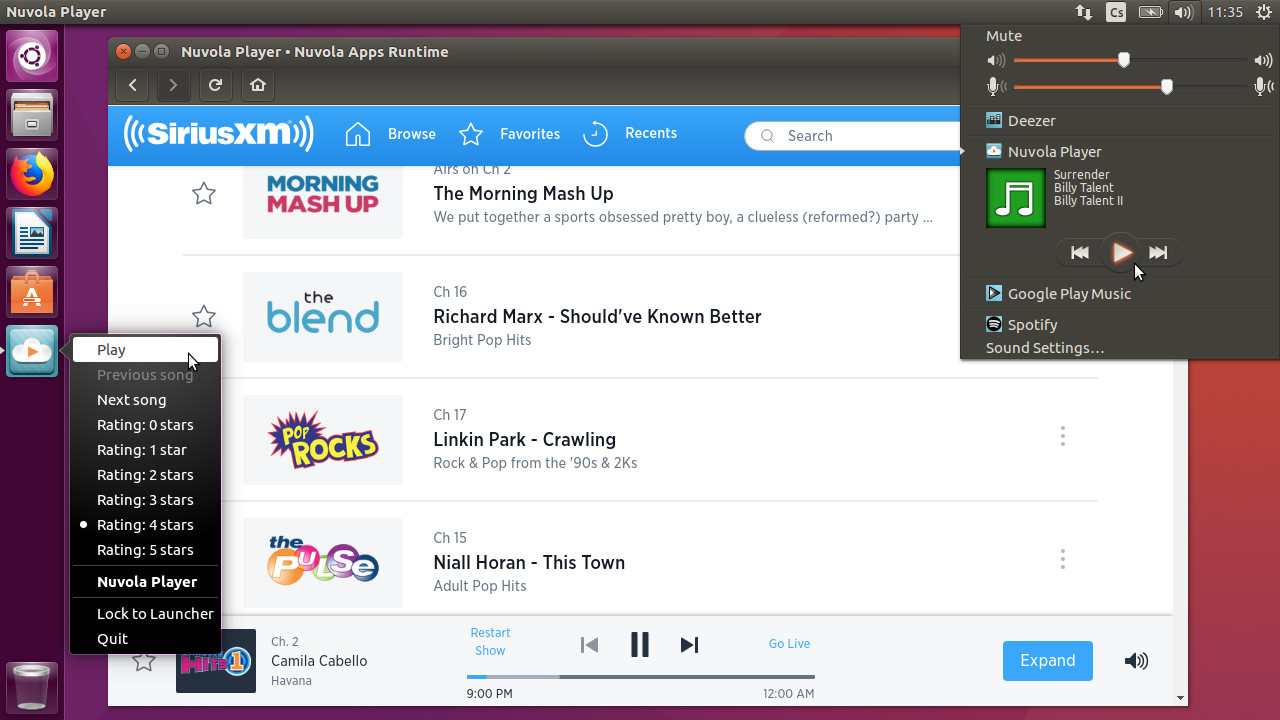 Nuvola Player
Cs
11:35
Nuvola Player • Nuvola Apps Runtime
((SiriusXm))
Browse
Favorites
Recents
Search
Airs on Ch 2
MORNING
MASH UP
The Morning Mash Up
We put together a sports obsessed pretty boy, a clueless (reformed?) party ...
Ch 16
the
blend
Richard Marx - Should've Known Better
Bright Pop Hits
Ch 17
POP
ROCKS
Linkin Park - Crawling
Rock & Pop from the '90s & 2Ks
Ch 15
the
PULSE
Niall Horan - This Town
Adult Pop Hits
Mute
Deezer
Nuvola Player
Surrender
Billy Talent
Billy Talent II
Google Play Music
Spotify
Sound Settings...
Play
Previous song
Next song
Rating: 0 stars
Rating: 1 star
Rating: 2 stars
Rating: 3 stars
Rating: 4 stars
Rating: 5 stars
Nuvola Player
Lock to Launcher
Quit
HITS 1
Ch. 2
Camila Cabello
Havana
Restart
Show
Go Live
9:00 PM
12:00 AM
Expand